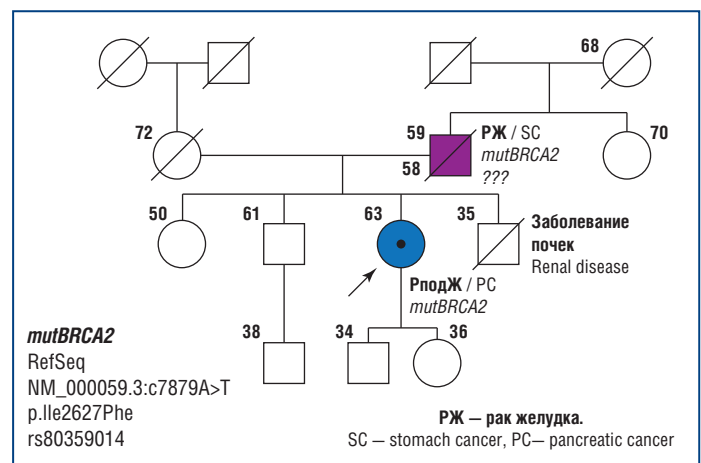 68
72
59
РЖ / SC
mutBRCA2
???
58
70
50
61
63
35
Заболевание
почек
Renal disease
РподЖ / PC
mutBRCA2
38
34
36
mutBRCA2
RefSeq
NM_000059.3:c7879A>T
p.Ile2627Phe
rs80359014
РЖ — рак желудка.
SC — stomach cancer, PC— pancreatic cancer